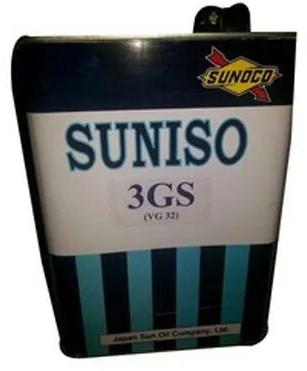 SUNOCO
SUNISO
3GS
(VG 32)
Japan Sun Oil Company, Ltd.